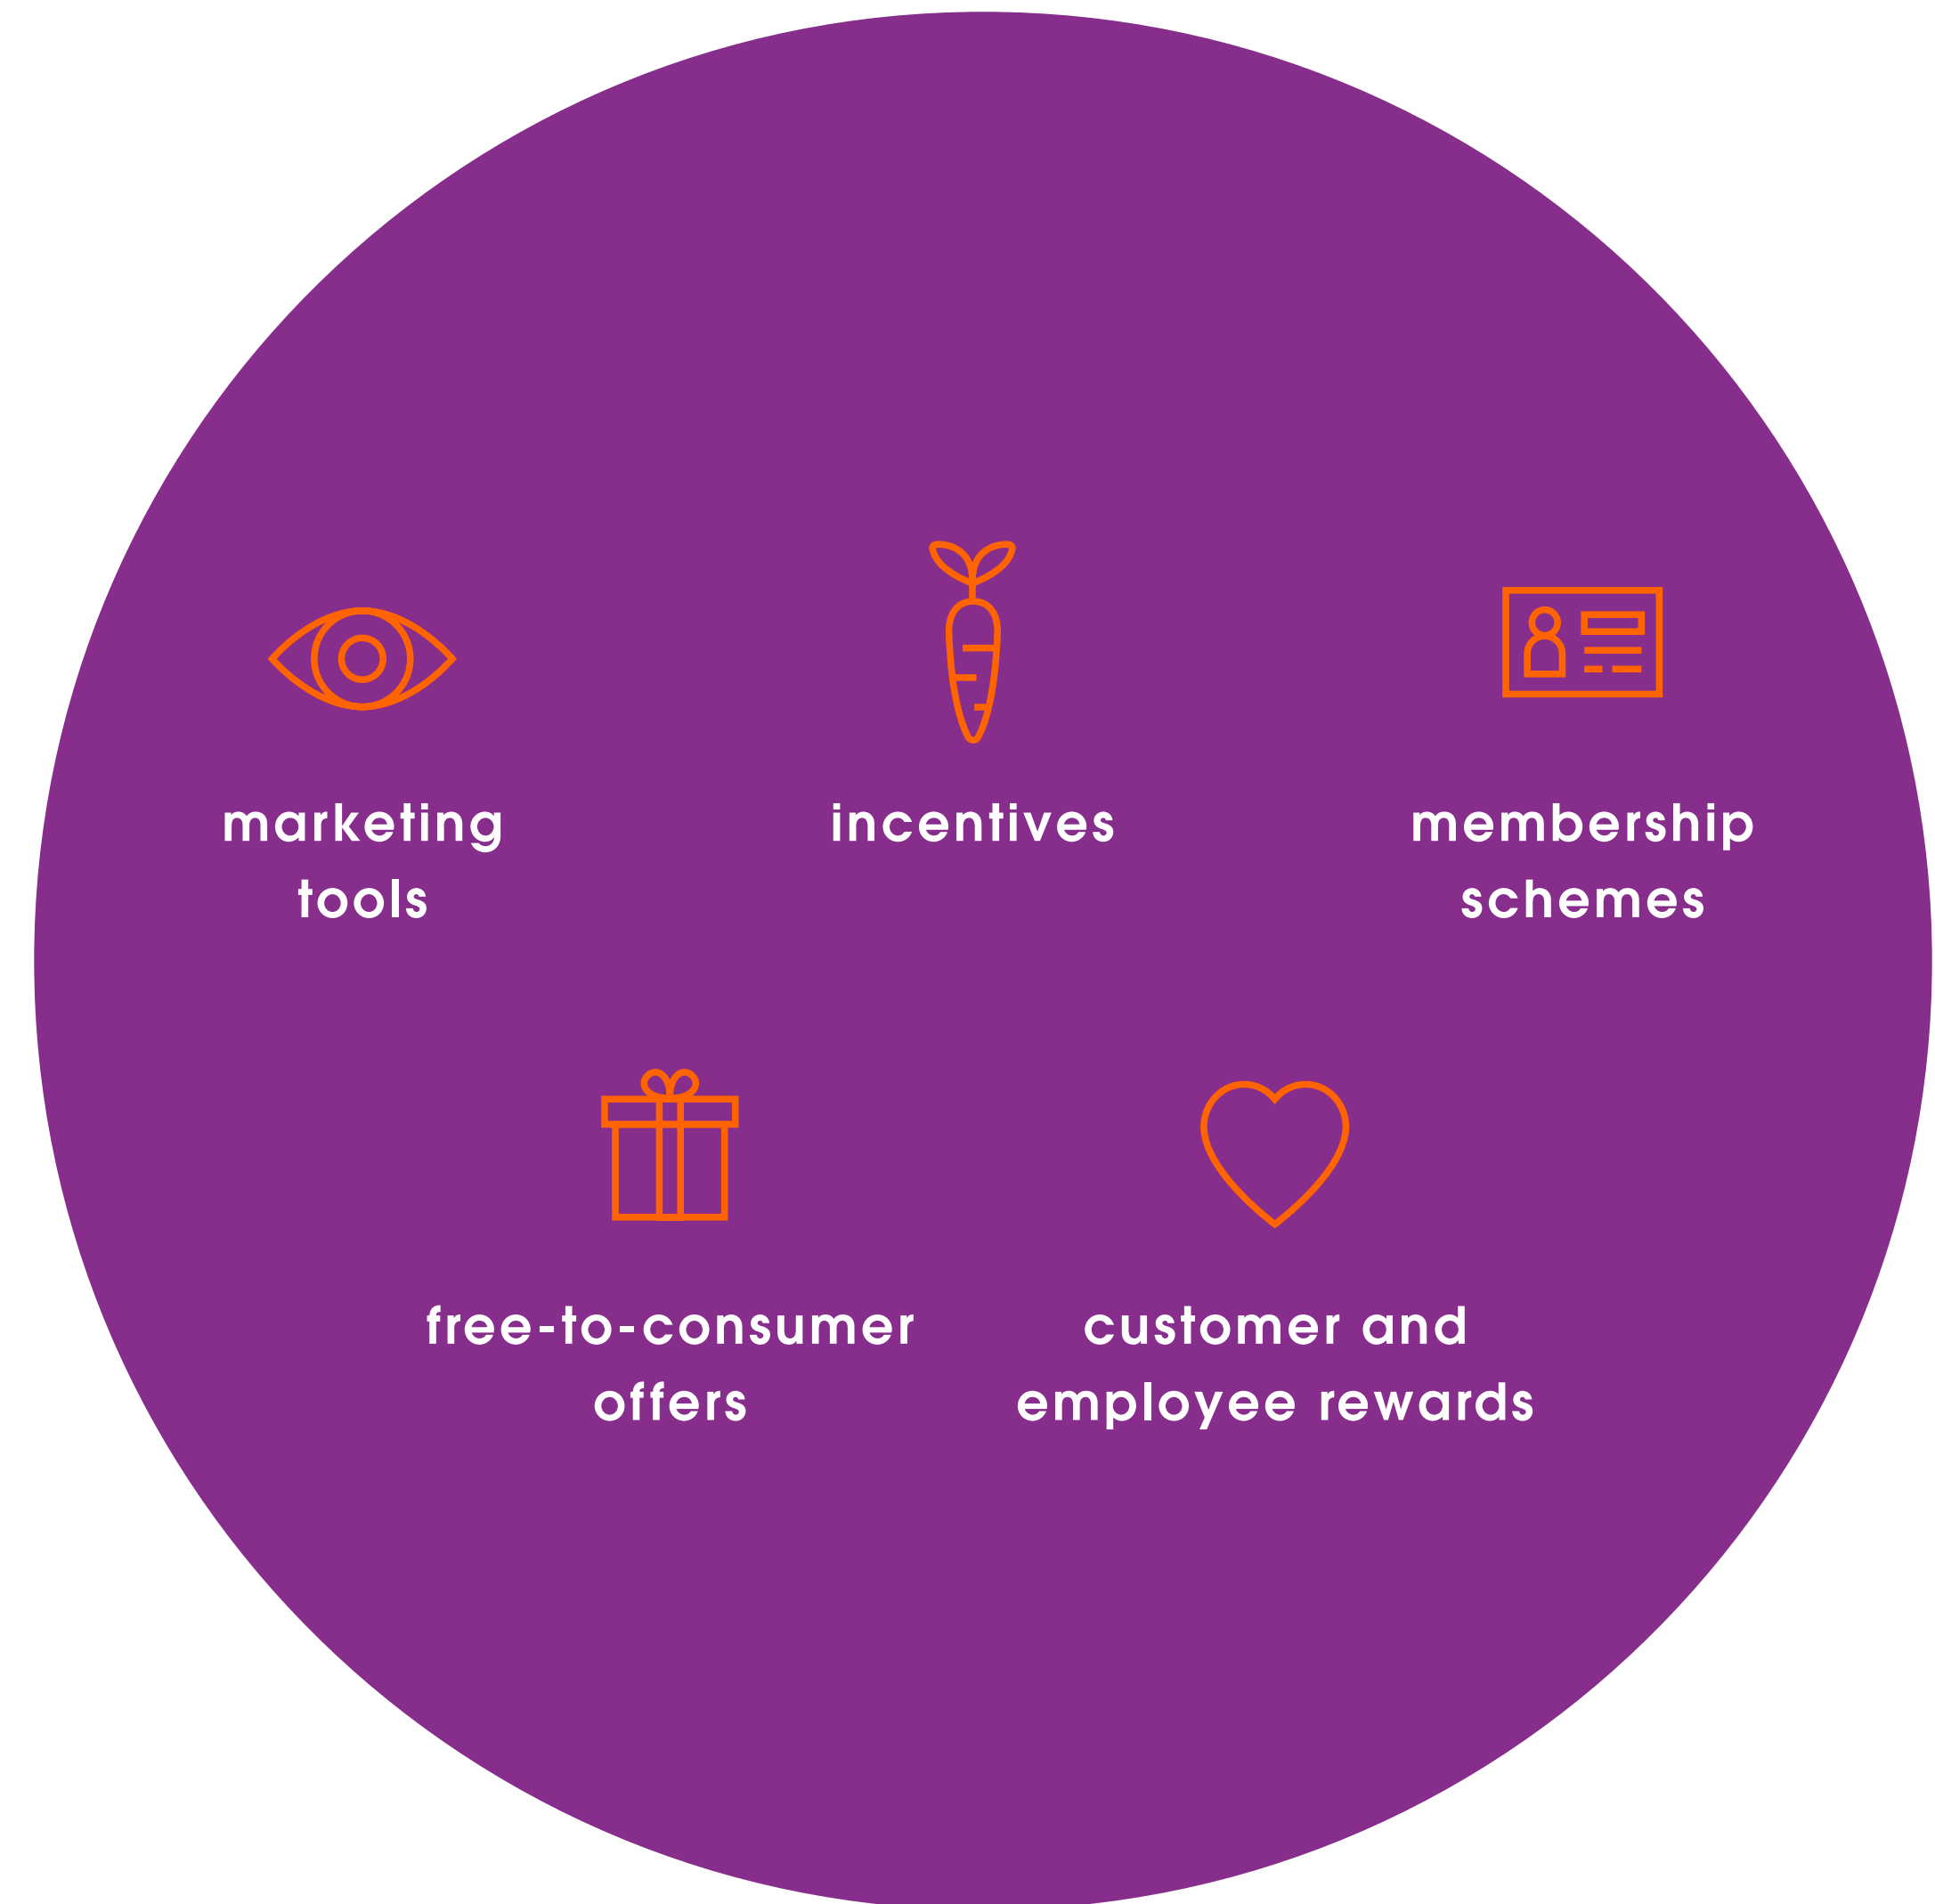 marketing
tools
incentives
membership
schemes
free-to-consumer
offers
customer and
employee rewards